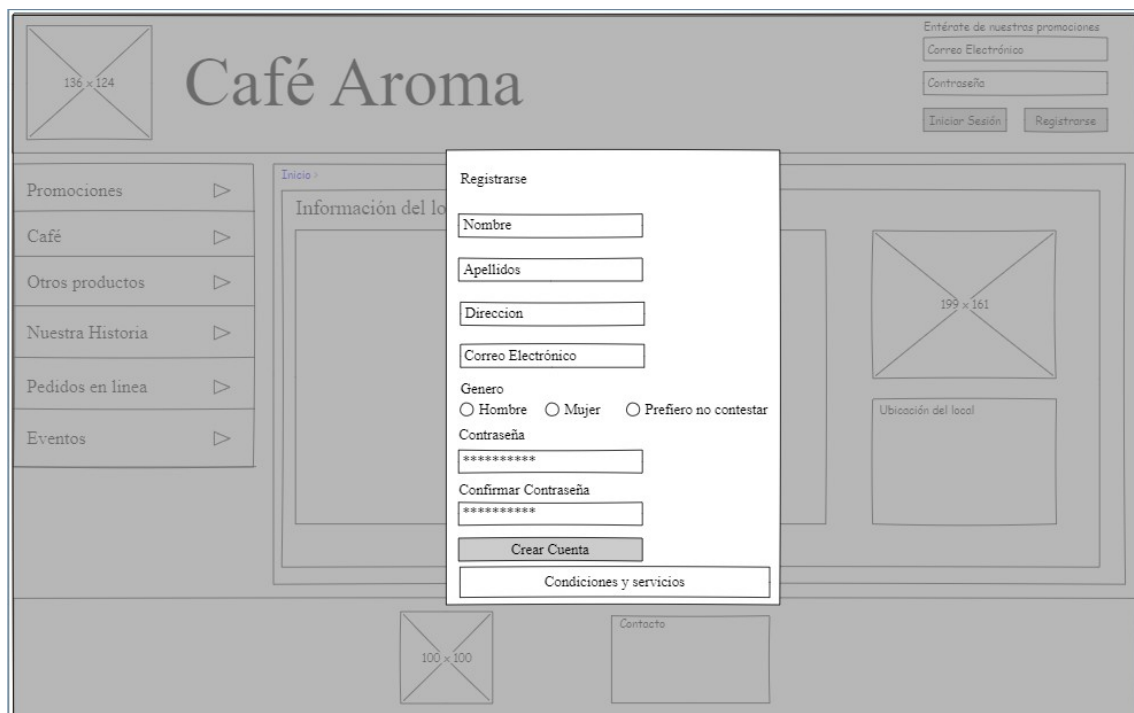 136 x 124
Café Aroma
Entérate de nuestras promociones
Correo Electrónico
Contraseña
Iniciar Sesión
Registrarse
Promociones
Café
Otros productos
Nuestra Historia
Pedidos en linea
Eventos
Inicio >
Información del lo
Registrarse
Nombre
Apellidos
Direccion
Correo Electrónico
Genero
Hombre Mujer Prefiero no contestar
Contraseña
**********
Confirmar Contraseña
**********
Crear Cuenta
Condiciones y servicios
199 x 161
Ubicación del local
100 x 100
Contacto